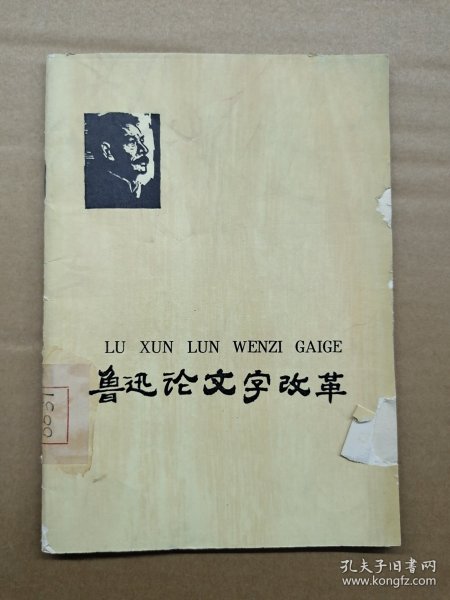 LU XUN LUN WENZI GAIGE
鲁迅论文字改革
0051
孔夫子旧书网
www.kongfz.com